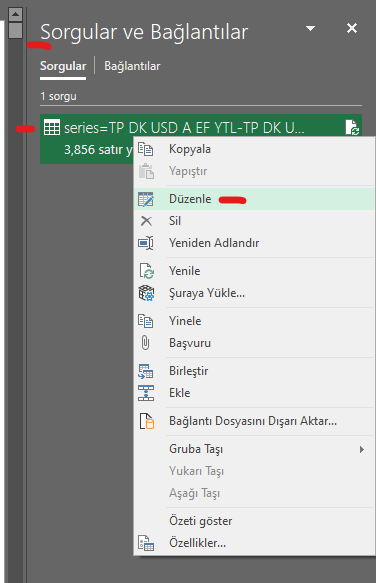 Sorgular ve Bağlantılar
Sorgular Bağlantılar
1 sorgu
series=TP DK USD A EF YTL-TP DK U...
3,856 satır
Kopyala
Yapıştır
Düzenle
Sil
Yeniden Adlandır
Yenile
Şuraya Yükle...
Yinele
Başvuru
Birleştir
Ekle
Bağlantı Dosyasını Dışarı Aktar...
Gruba Taşı
Yukarı Taşı
Aşağı Taşı
Özeti göster
Özellikler...